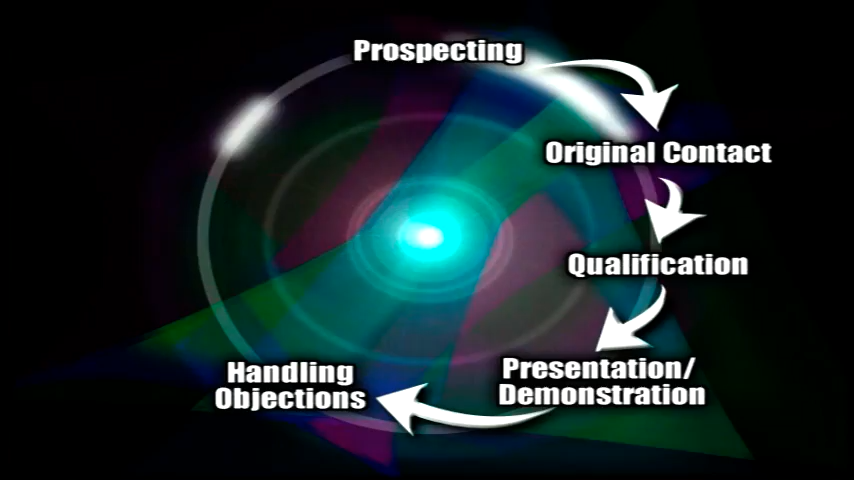 Prospecting
Original Contact
Qualification
Presentation/
Demonstration
Handling
Objections